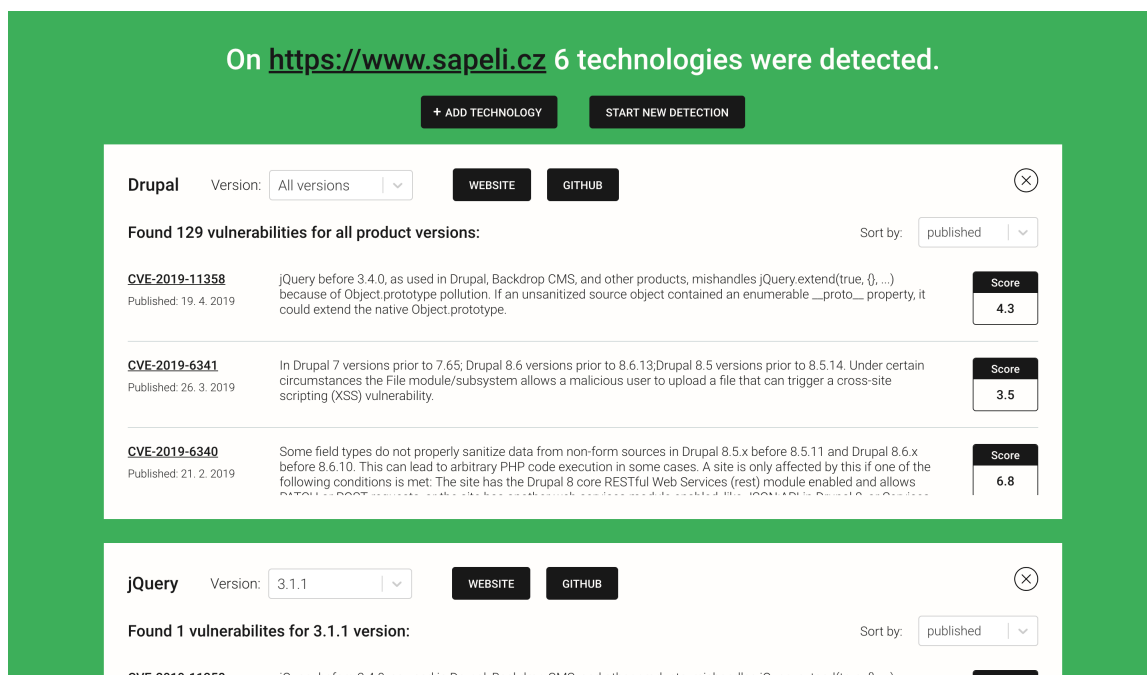 On https://www.sapeli.cz 6 technologies were detected.
+ ADD TECHNOLOGY START NEW DETECTION
Drupal Version: All versions WEBSITE GITHUB
Found 129 vulnerabilities for all product versions: Sort by: published
CVE-2019-11358
Published: 19. 4. 2019
jQuery before 3.4.0, as used in Drupal, Backdrop CMS, and other products, mishandles jQuery.extend(true, {}, ...)
because of Object.prototype pollution. If an unsanitized source object contained an enumerable __proto__ property, it
could extend the native Object.prototype.
Score
4.3
CVE-2019-6341
Published: 26. 3. 2019
In Drupal 7 versions prior to 7.65; Drupal 8.6 versions prior to 8.6.13;Drupal 8.5 versions prior to 8.5.14. Under certain
circumstances the File module/subsystem allows a malicious user to upload a file that can trigger a cross-site
scripting (XSS) vulnerability.
Score
3.5
CVE-2019-6340
Published: 21. 2. 2019
Some field types do not properly sanitize data from non-form sources in Drupal 8.5.x before 8.5.11 and Drupal 8.6.x
before 8.6.10. This can lead to arbitrary PHP code execution in some cases. A site is only affected by this if one of the
following conditions is met: The site has the Drupal 8 core RESTful Web Services (rest) module enabled and allows
Score
6.8
jQuery Version: 3.1.1 WEBSITE GITHUB
Found 1 vulnerabilites for 3.1.1 version: Sort by: published